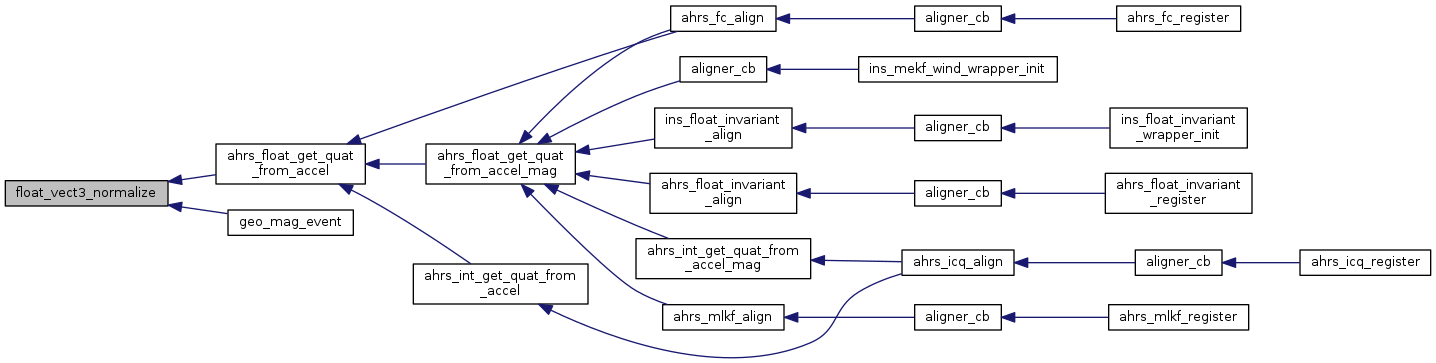 float_vect3_normalize
ahrs_float_get_quat
_from_accel
geo_mag_event
ahrs_float_get_quat
_from_accel_mag
ahrs_int_get_quat_from
_accel
ahrs_fc_align
aligner_cb
ahrs_fc_register
aligner_cb
ins_mekf_wind_wrapper_init
ins_float_invariant
_align
aligner_cb
ins_float_invariant
_wrapper_init
ahrs_float_invariant
_align
aligner_cb
ahrs_float_invariant
_register
ahrs_int_get_quat_from
_accel_mag
ahrs_icq_align
aligner_cb
ahrs_icq_register
ahrs_mlkf_align
aligner_cb
ahrs_mlkf_register